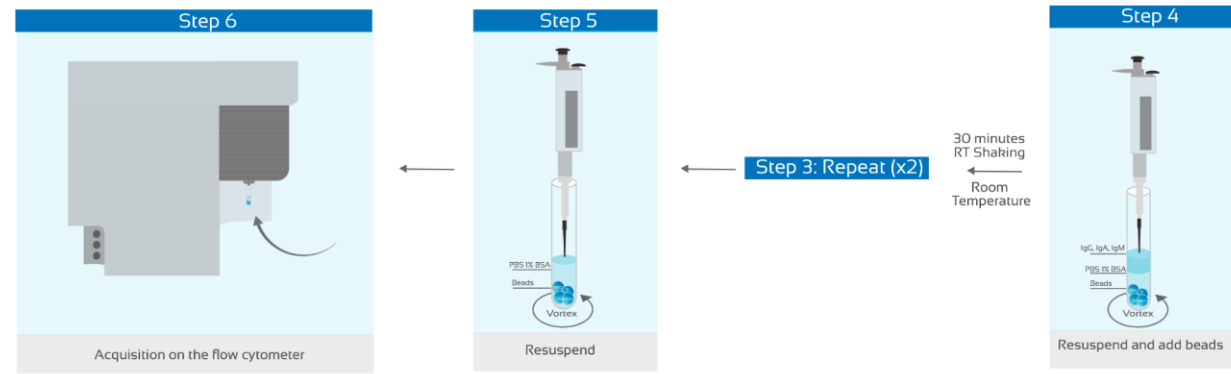 Step 6
Acquisition on the flow cytometer
Step 5
PBS 1% BSA
Beads
Vortex
Resuspend
Step 3: Repeat (x2)
30 minutes
RT Shaking
Room
Temperature
Step 4
IgG, IgA, IgM
PBS 1% BSA
Beads
Vortex
Resuspend and add beads